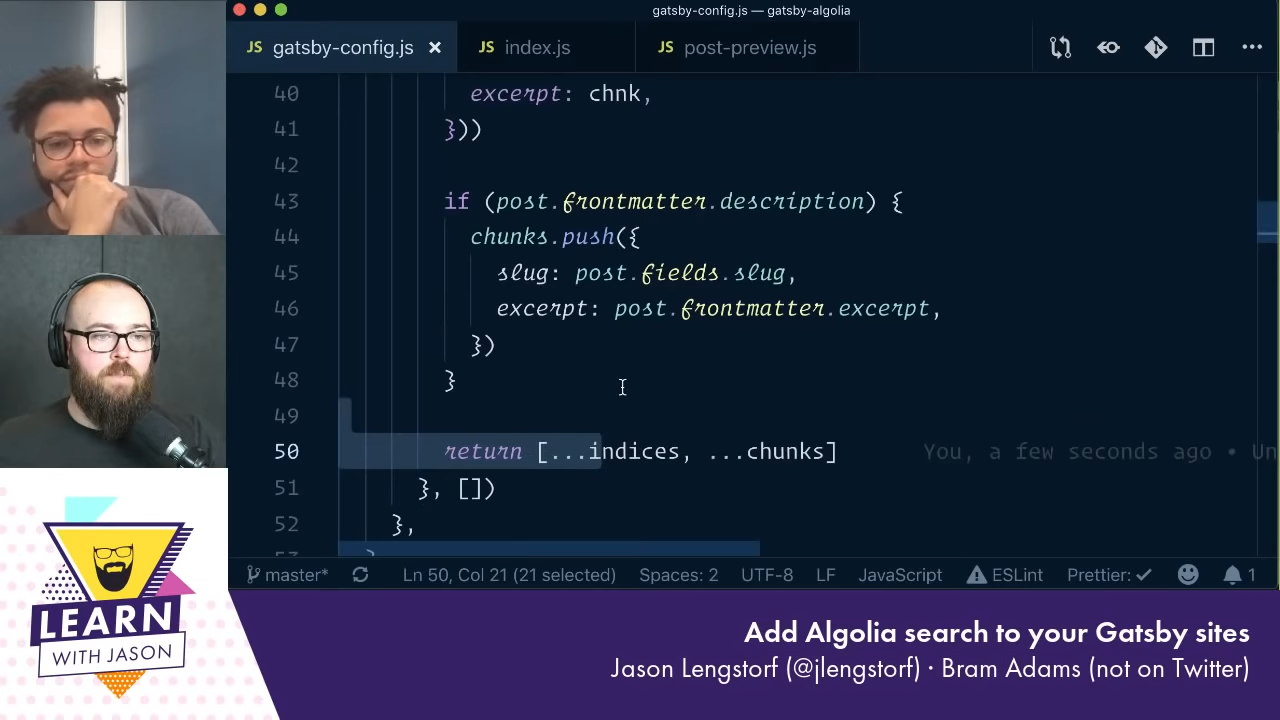 gatsby-config.js — gatsby-algolia
JS gatsby-config.js × JS index.js JS post-preview.js
40 excerpt: chnk,
41 }))
42
43 if (post.frontmatter.description) {
44 chunks.push({
45 slug: post.fields.slug,
46 excerpt: post.frontmatter.excerpt,
47 })
48 }
49
50 return [...indices, ...chunks] You, a few seconds ago • Un
51 }, [])
52 },
master* Ln 50, Col 21 (21 selected) Spaces: 2 UTF-8 LF JavaScript ESLint Prettier: ✓ 1
LEARN
WITH JASON
Add Algolia search to your Gatsby sites
Jason Lengstorf (@jlengstorf) · Bram Adams (not on Twitter)